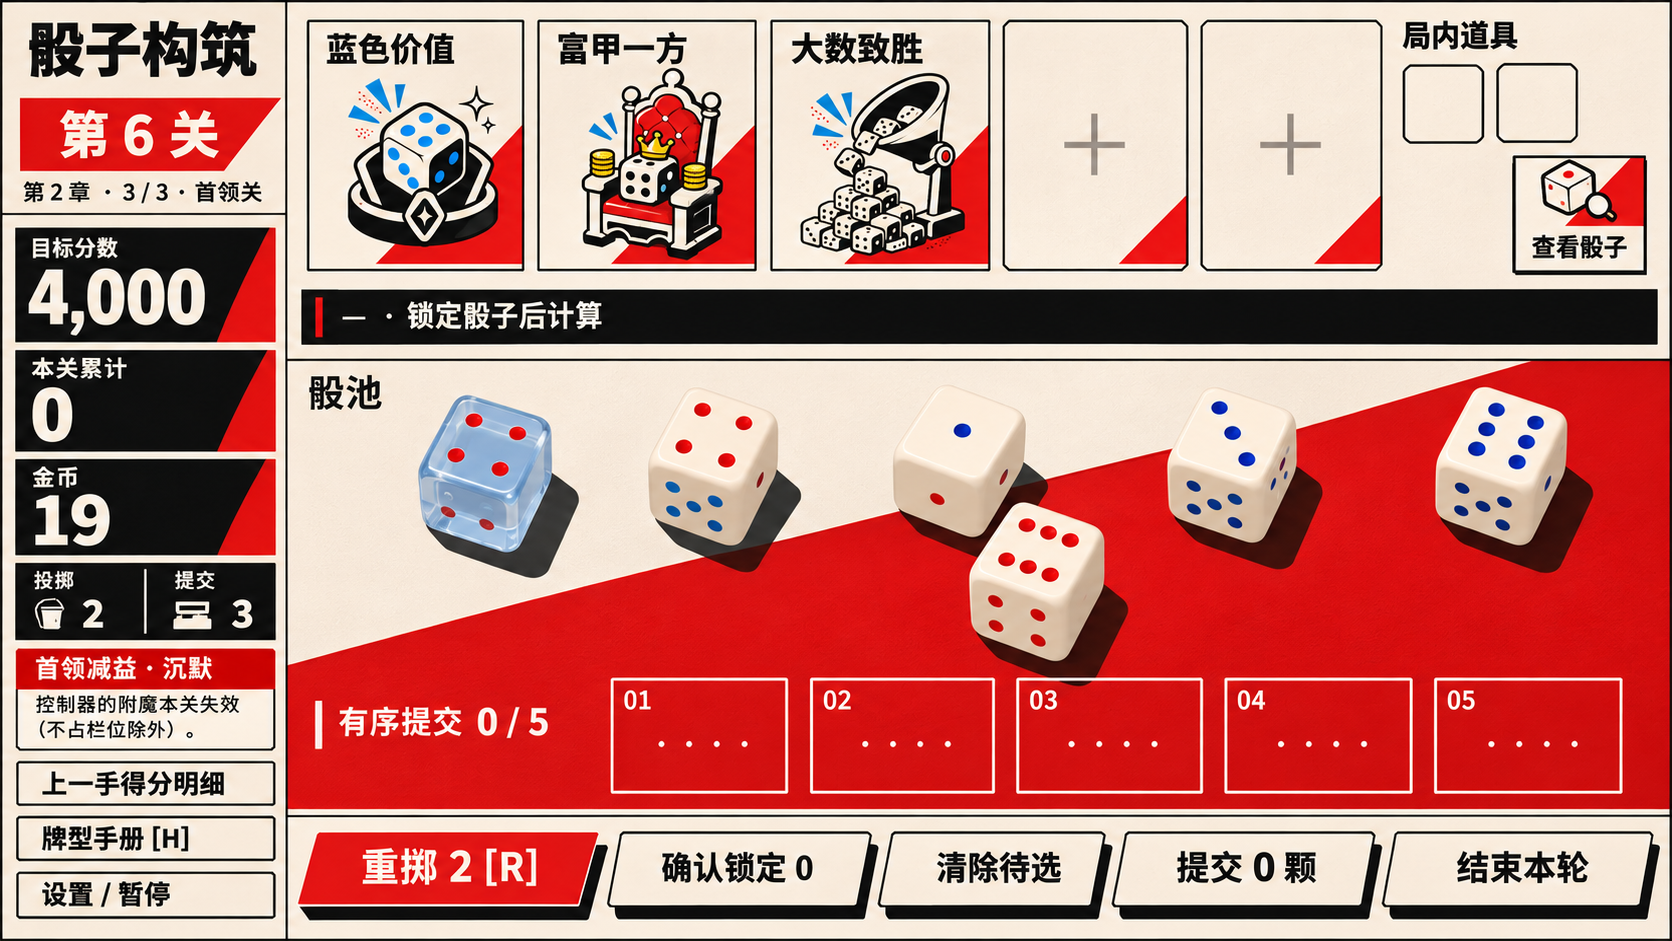 骰子构筑
第 6 关
第 2 章 · 3 / 3 · 首领关
目标分数
4,000
本关累计
0
金币
19
投掷
2
提交
3
首领减益 · 沉默
控制器的附魔本关失效
（不占栏位除外）。
上一手得分明细
牌型手册 [H]
设置 / 暂停
蓝色价值
富甲一方
大数致胜
局内道具
查看骰子
— · 锁定骰子后计算
骰池
有序提交 0 / 5
01
02
03
04
05
重掷 2 [R]
确认锁定 0
清除待选
提交 0 颗
结束本轮